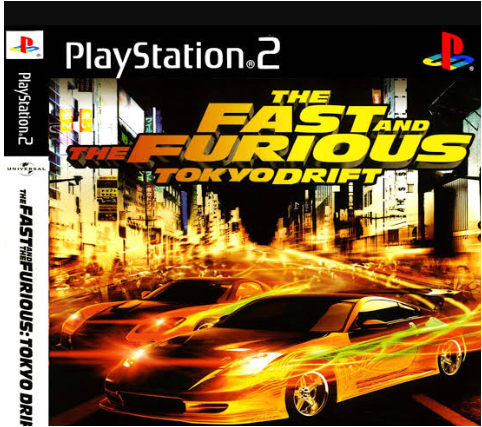 PlayStation®2
PlayStation®2
UNIVERSAL
THE FAST AND THE FURIOUS: TOKYO DRIF
THE
FAST AND
THE FURIOUS
TOKYO DRIFT